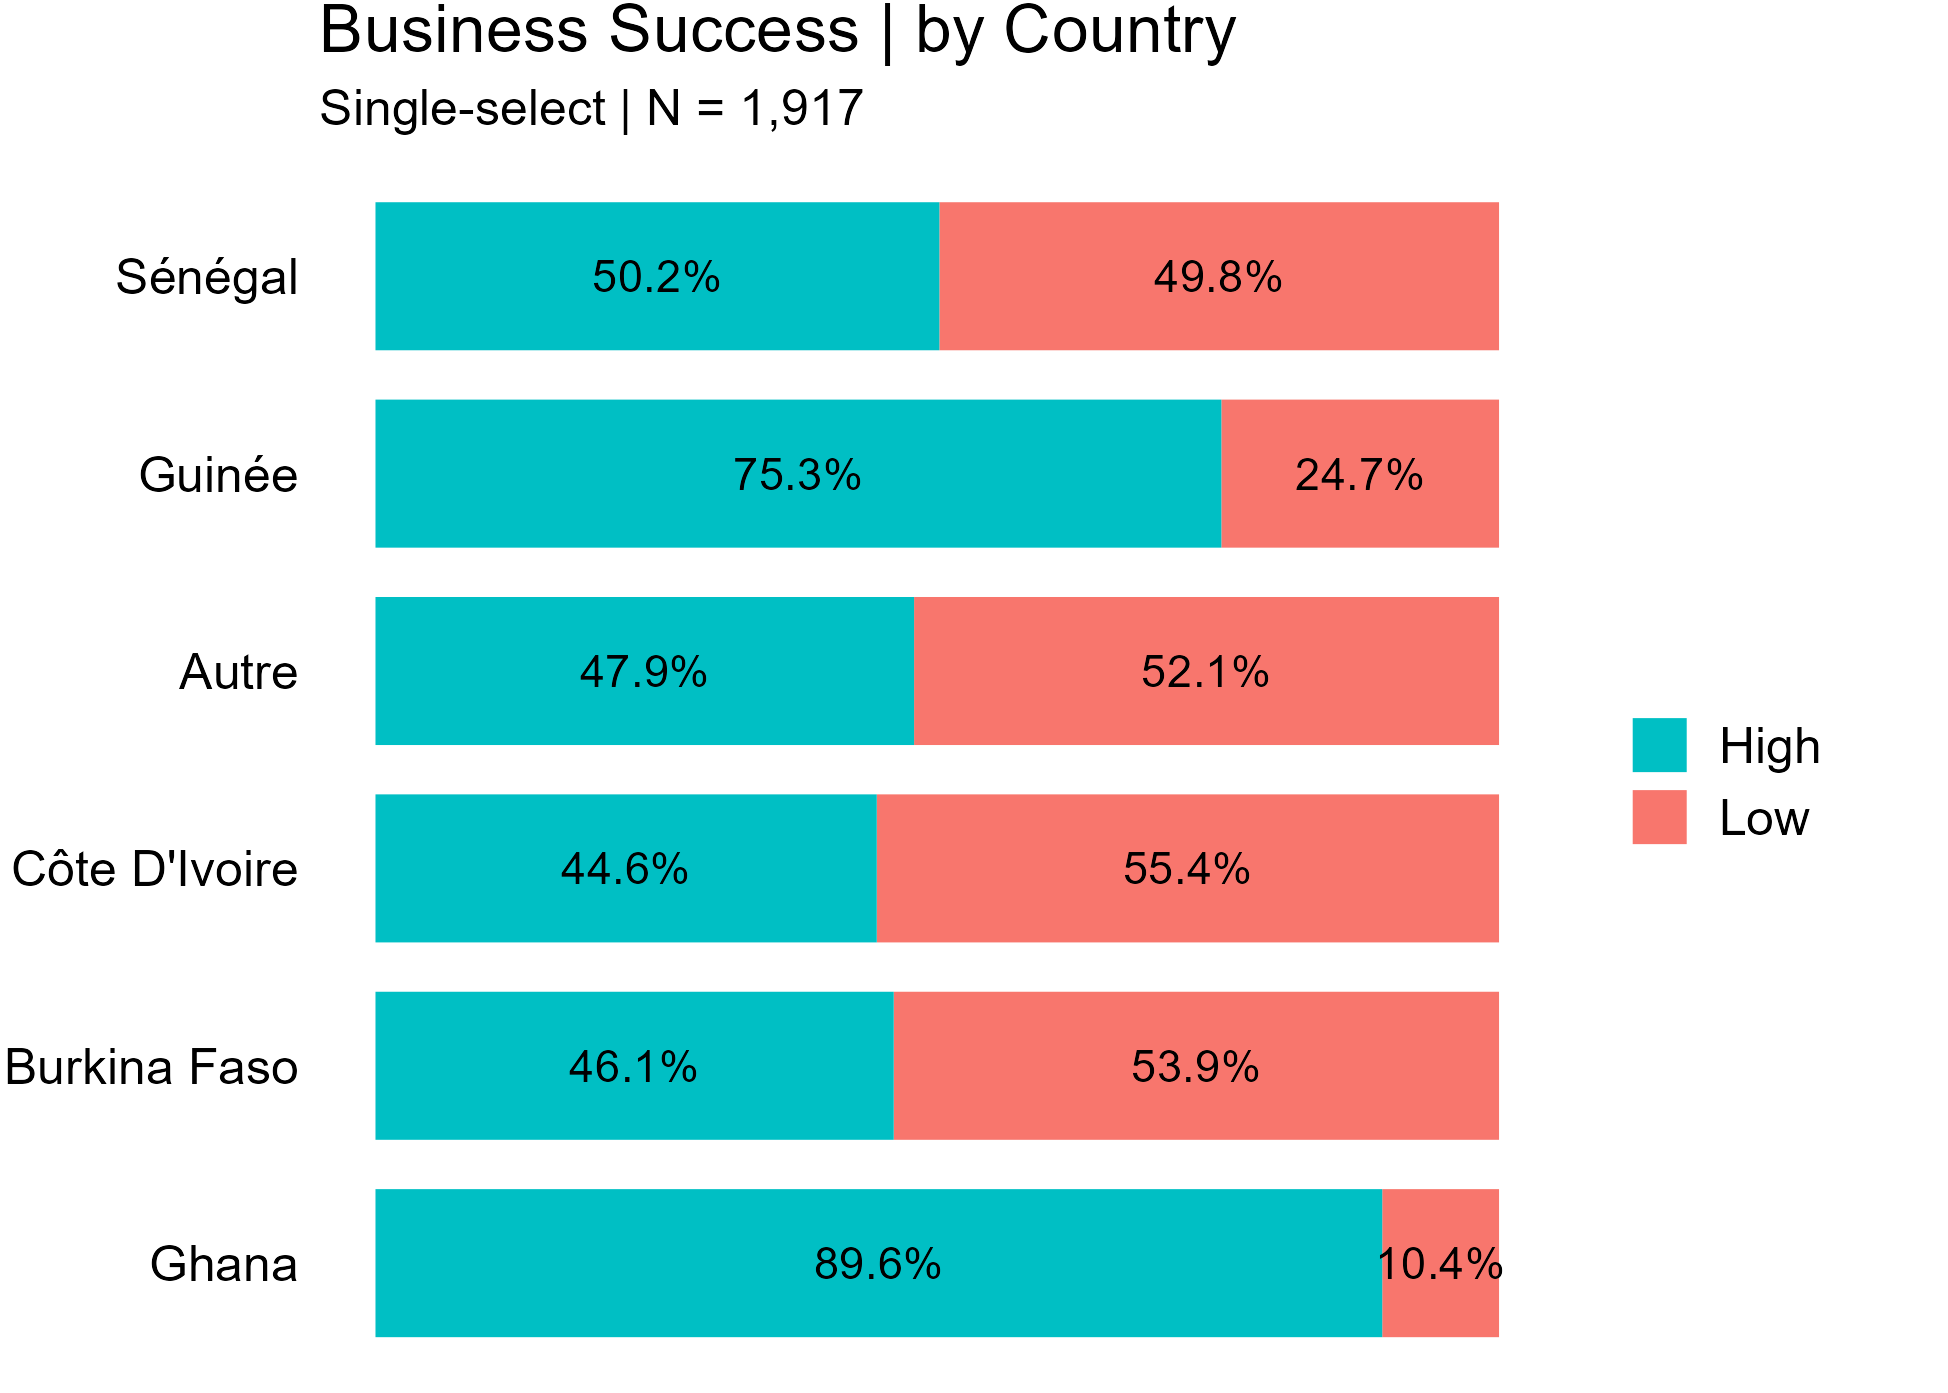 Business Success | by Country
Single-select | N = 1,917
Sénégal 50.2% 49.8%
Guinée 75.3% 24.7%
Autre 47.9% 52.1%
Côte D'Ivoire 44.6% 55.4%
Burkina Faso 46.1% 53.9%
Ghana 89.6% 10.4%
High
Low